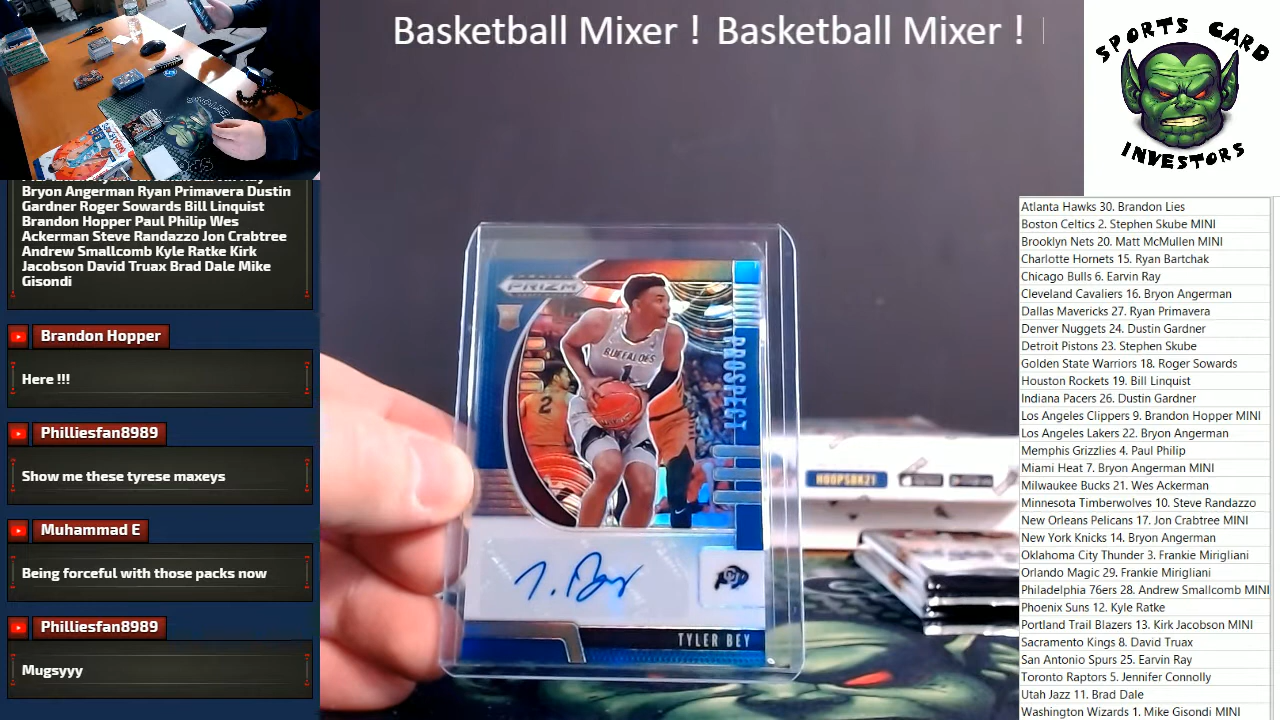 Basketball Mixer ! Basketball Mixer !
SPORTS CARD
INVESTORS
Bryon Angerman Ryan Primavera Dustin
Gardner Roger Sowards Bill Linquist
Brandon Hopper Paul Philip Wes
Ackerman Steve Randazzo Jon Crabtree
Andrew Smallcomb Kyle Ratke Kirk
Jacobson David Truax Brad Dale Mike
Gisondi
Brandon Hopper
Here !!!
Philliesfan8989
Show me these tyrese maxeys
Muhammad E
Being forceful with those packs now
Philliesfan8989
Mugsyyy
PRIZM
PROSPECT
BUFFALOES
1
2
T. Bey
TYLER BEY
HOOPSBK21
Atlanta Hawks 30. Brandon Lies
Boston Celtics 2. Stephen Skube MINI
Brooklyn Nets 20. Matt McMullen MINI
Charlotte Hornets 15. Ryan Bartchak
Chicago Bulls 6. Earvin Ray
Cleveland Cavaliers 16. Bryon Angerman
Dallas Mavericks 27. Ryan Primavera
Denver Nuggets 24. Dustin Gardner
Detroit Pistons 23. Stephen Skube
Golden State Warriors 18. Roger Sowards
Houston Rockets 19. Bill Linquist
Indiana Pacers 26. Dustin Gardner
Los Angeles Clippers 9. Brandon Hopper MINI
Los Angeles Lakers 22. Bryon Angerman
Memphis Grizzlies 4. Paul Philip
Miami Heat 7. Bryon Angerman MINI
Milwaukee Bucks 21. Wes Ackerman
Minnesota Timberwolves 10. Steve Randazzo
New Orleans Pelicans 17. Jon Crabtree MINI
New York Knicks 14. Bryon Angerman
Oklahoma City Thunder 3. Frankie Mirigliani
Orlando Magic 29. Frankie Mirigliani
Philadelphia 76ers 28. Andrew Smallcomb MINI
Phoenix Suns 12. Kyle Ratke
Portland Trail Blazers 13. Kirk Jacobson MINI
Sacramento Kings 8. David Truax
San Antonio Spurs 25. Earvin Ray
Toronto Raptors 5. Jennifer Connolly
Utah Jazz 11. Brad Dale
Washington Wizards 1. Mike Gisondi MINI